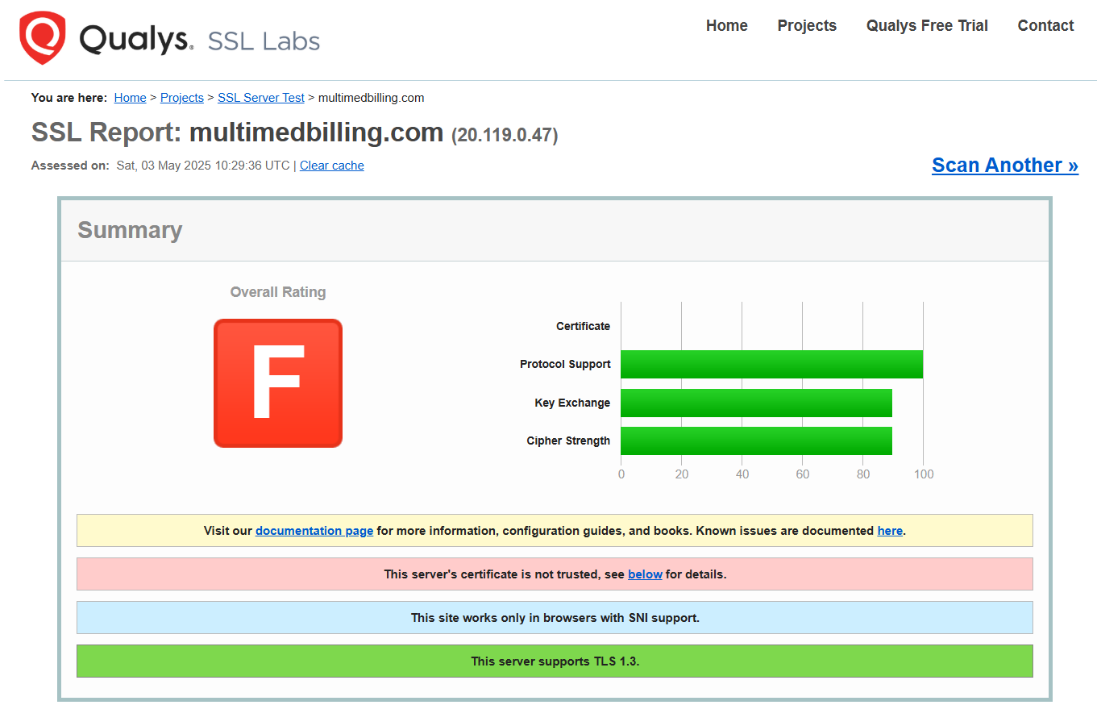 Qualys. SSL Labs
Home Projects Qualys Free Trial Contact
You are here: Home > Projects > SSL Server Test > multimedbilling.com
SSL Report: multimedbilling.com (20.119.0.47)
Assessed on: Sat, 03 May 2025 10:29:36 UTC | Clear cache
Scan Another »
Summary
Overall Rating
F
Certificate
Protocol Support
Key Exchange
Cipher Strength
0 20 40 60 80 100
Visit our documentation page for more information, configuration guides, and books. Known issues are documented here.
This server's certificate is not trusted, see below for details.
This site works only in browsers with SNI support.
This server supports TLS 1.3.